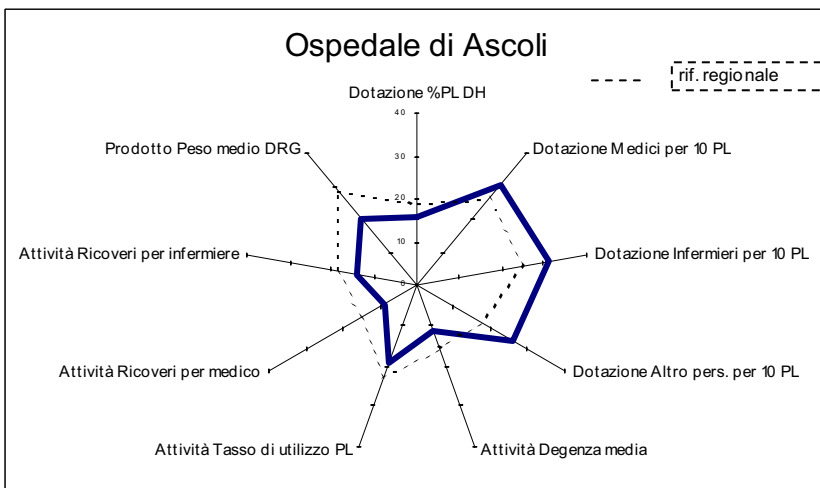 Ospedale di Ascoli
rif. regionale
Dotazione %PL DH
40
Prodotto Peso medio DRG
Dotazione Medici per 10 PL
30
20
Attività Ricoveri per infermiere
Dotazione Infermieri per 10 PL
10
0
Attività Ricoveri per medico
Dotazione Altro pers. per 10 PL
Attività Tasso di utilizzo PL
Attività Degenza media